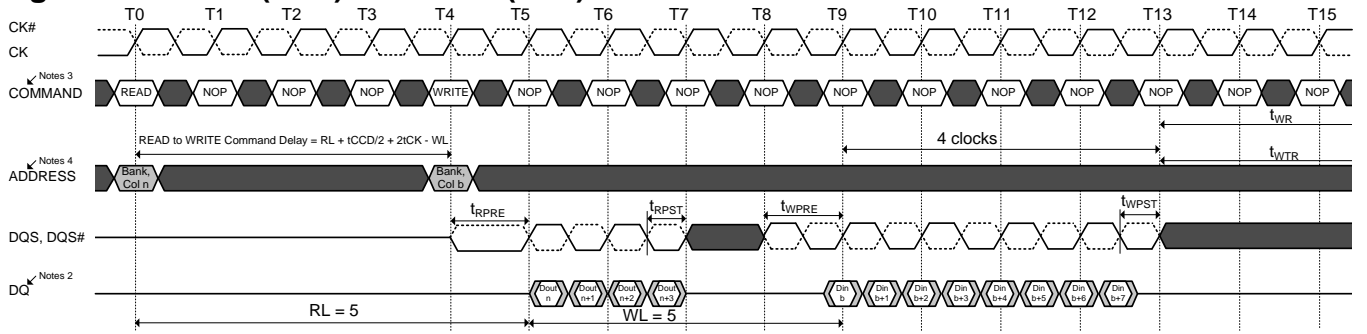 T0 T1 T2 T3 T4 T5 T6 T7 T8 T9 T10 T11 T12 T13 T14 T15
CK#
CK
Notes 3
COMMAND READ NOP NOP NOP WRITE NOP NOP NOP NOP NOP NOP NOP NOP NOP NOP NOP
tWR
READ to WRITE Command Delay = RL + tCCD/2 + 2tCK - WL
4 clocks
tWTR
Notes 4
ADDRESS
Bank, Col n
Bank, Col b
tRPRE tRPST tWPRE tWPST
DQS, DQS#
Notes 2
DQ
Dout n
Dout n+1
Dout n+2
Dout n+3
Din b
Din b+1
Din b+2
Din b+3
Din b+4
Din b+5
Din b+6
Din b+7
RL = 5
WL = 5